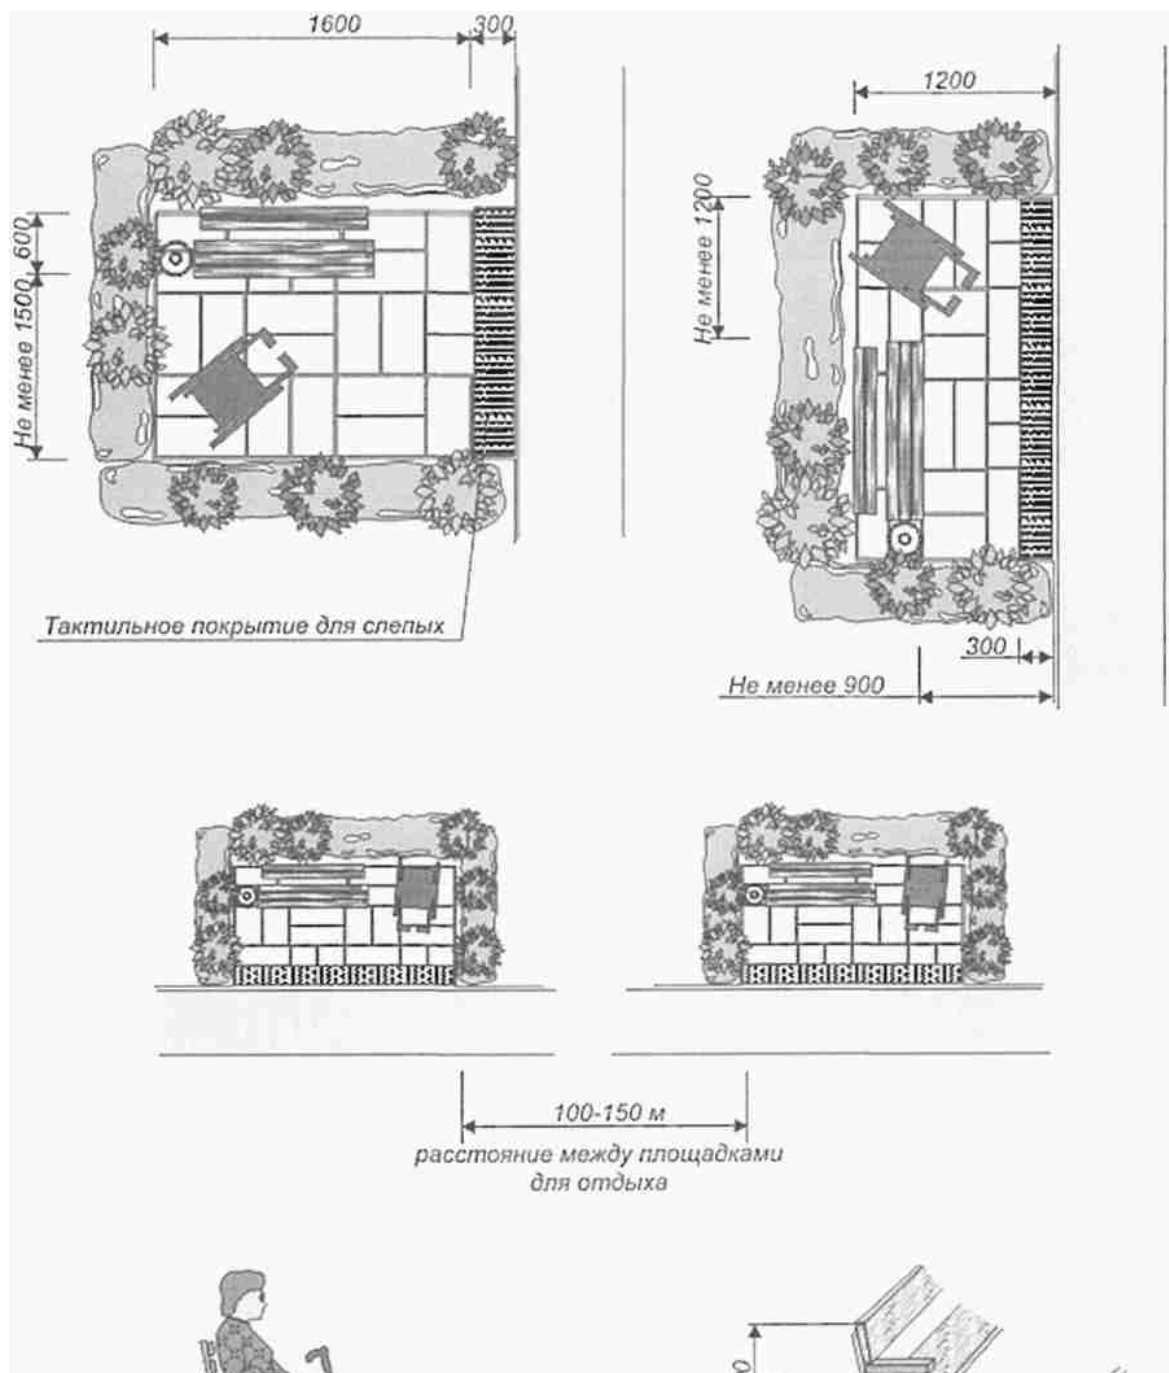 1600
300
1200
600
Не менее 1500
Не менее 1200
Тактильное покрытие для слепых
300
Не менее 900
100-150 м
расстояние между площадками
для отдыха